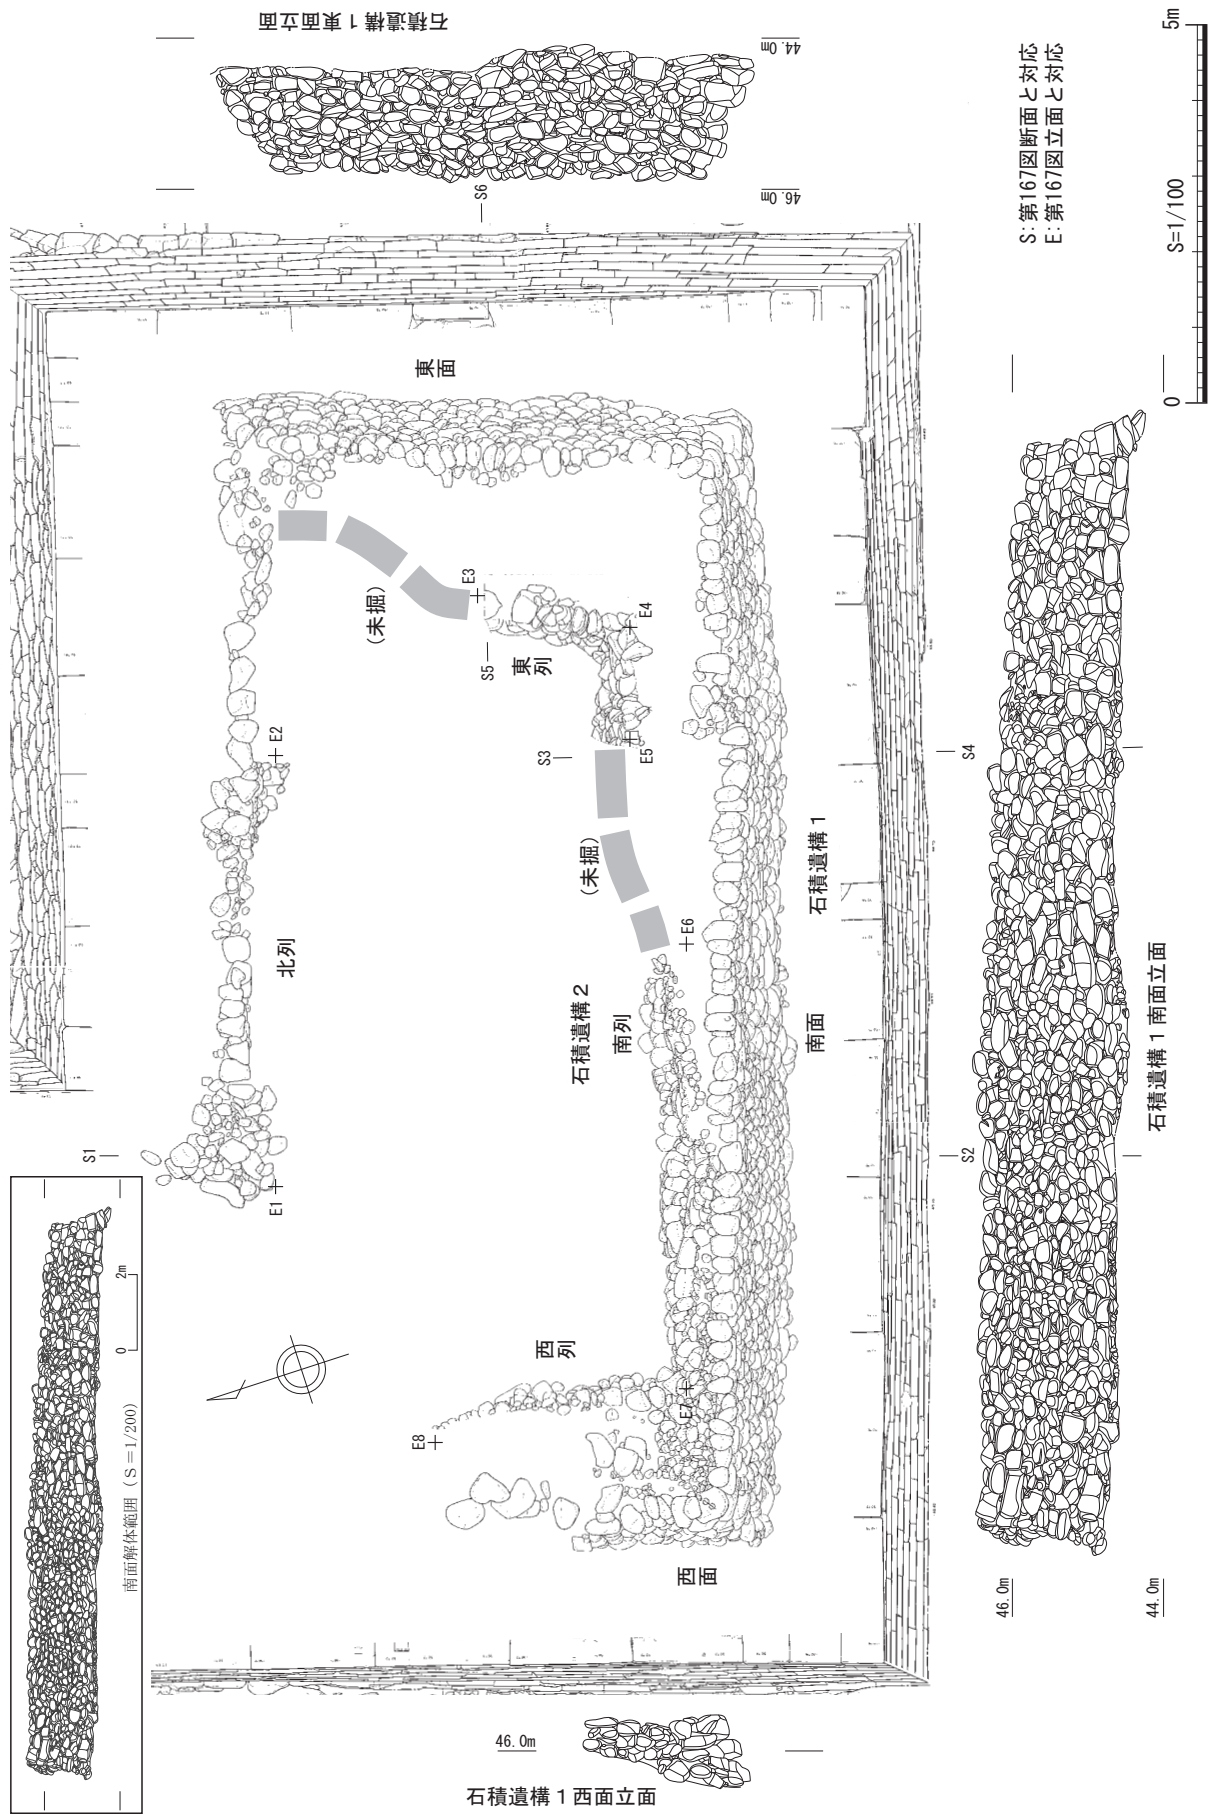 石積遺構１東面立面
44.0m
46.0m
S6
S:第167図断面と対応
E:第167図立面と対応
S=1/100
0
5m
東面
(未掘)
E3
S5
東列
E4
E2
S3
E5
(未掘)
E6
石積遺構１
S4
北列
石積遺構２
南列
南面
S1
E1
S2
石積遺構１南面立面
南面解体範囲（S＝1/200）
0
2m
西列
E8
E7
西面
46.0m
44.0m
46.0m
石積遺構１西面立面